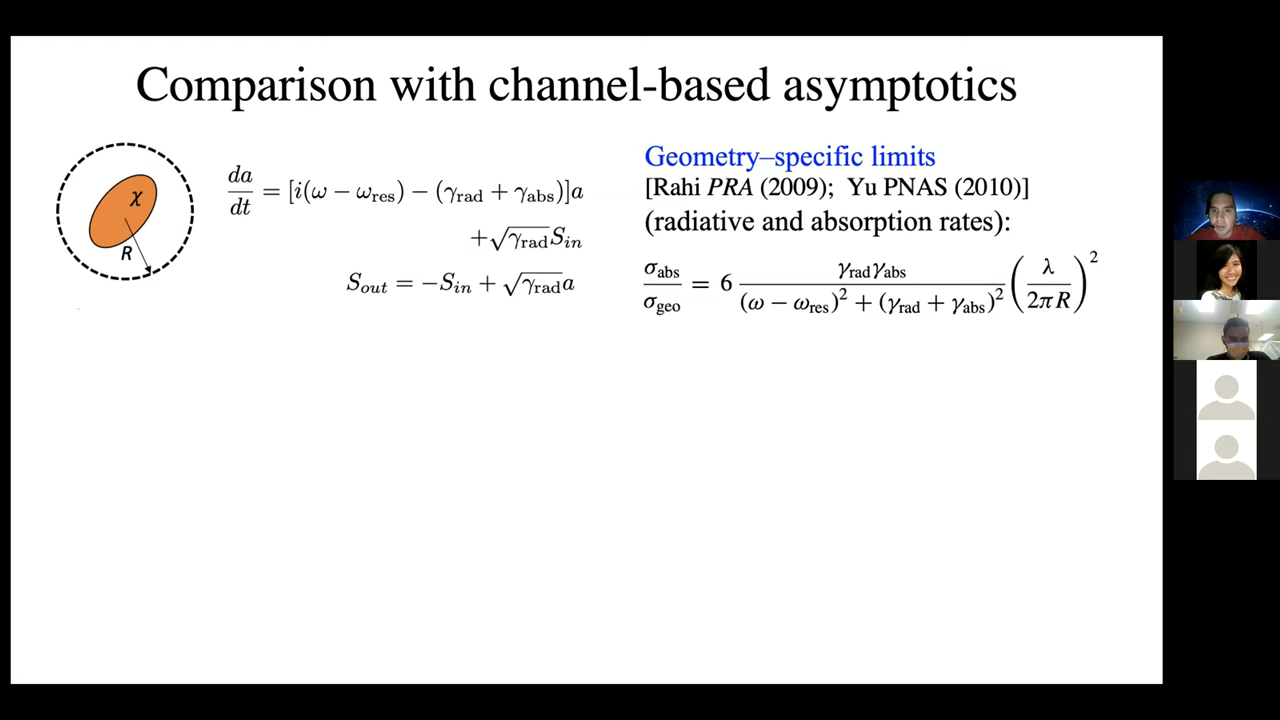 Comparison with channel-based asymptotics
χ
R
da/dt = [i(ω − ω_res) − (γ_rad + γ_abs)]a
+√γ_rad S_in
S_out = −S_in + √γ_rad a
Geometry–specific limits
[Rahi PRA (2009); Yu PNAS (2010)]
(radiative and absorption rates):
σ_abs/σ_geo = 6 γ_rad γ_abs/((ω − ω_res)² + (γ_rad + γ_abs)²) (λ/2πR)²